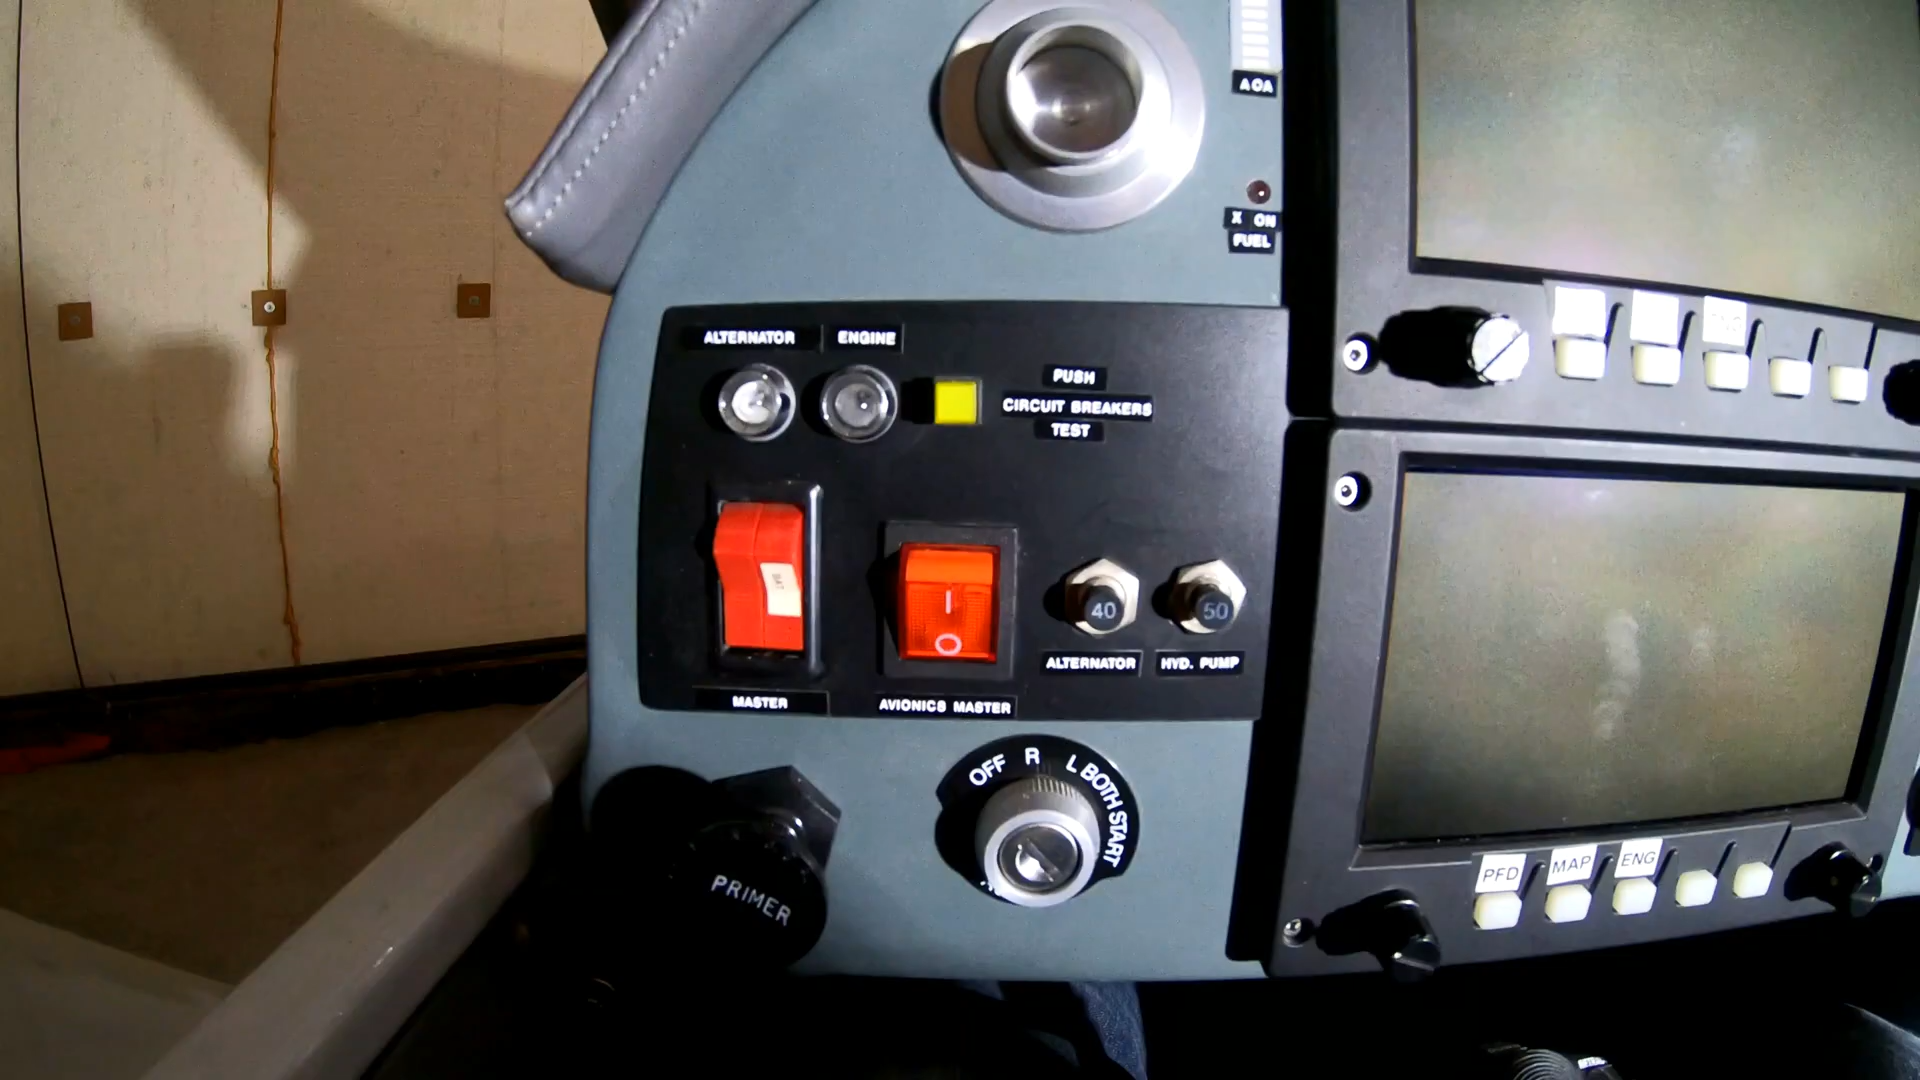 AOA
X ON
FUEL
ALTERNATOR
ENGINE
PUSH
CIRCUIT BREAKERS
TEST
BAT
40
50
ALTERNATOR
HYD. PUMP
MASTER
AVIONICS MASTER
OFF R L BOTH START
PRIMER
PFD
MAP
ENG